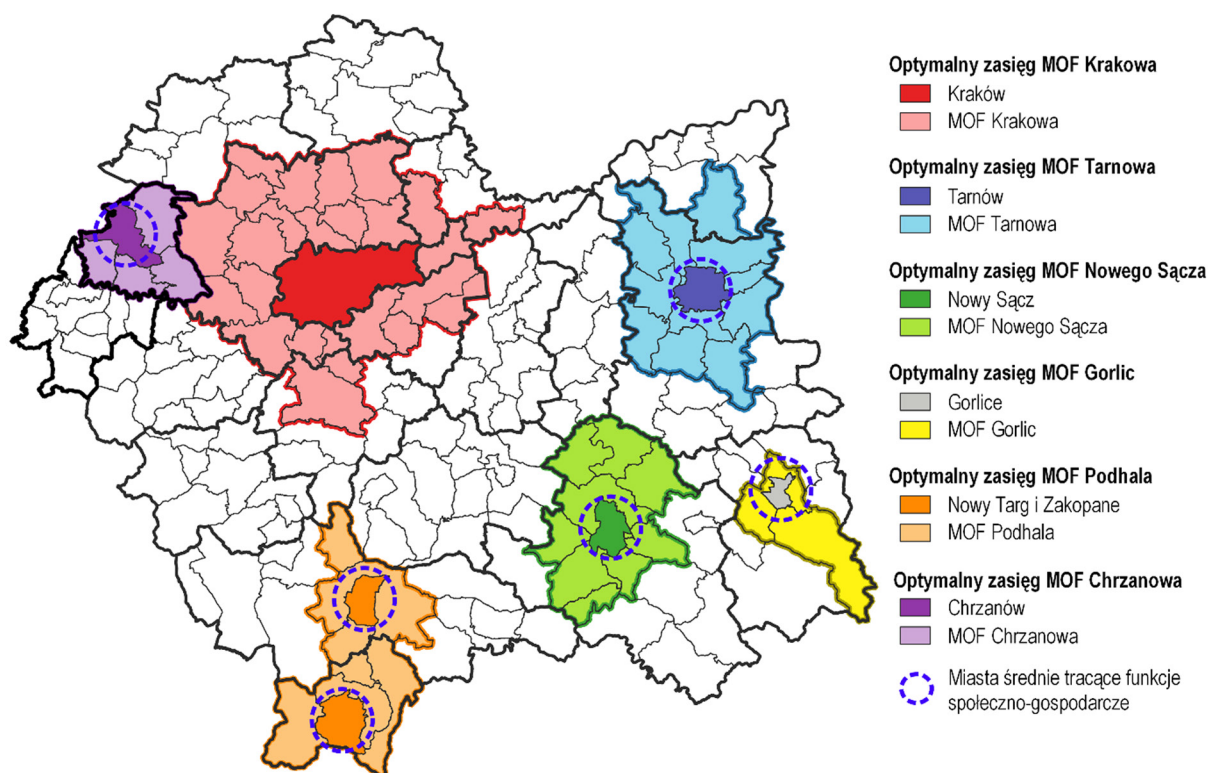 Optymalny zasięg MOF Krakowa
Kraków
MOF Krakowa
Optymalny zasięg MOF Tarnowa
Tarnów
MOF Tarnowa
Optymalny zasięg MOF Nowego Sącza
Nowy Sącz
MOF Nowego Sącza
Optymalny zasięg MOF Gorlic
Gorlice
MOF Gorlic
Optymalny zasięg MOF Podhala
Nowy Targ i Zakopane
MOF Podhala
Optymalny zasięg MOF Chrzanowa
Chrzanów
MOF Chrzanowa
Miasta średnie tracące funkcje
społeczno-gospodarcze